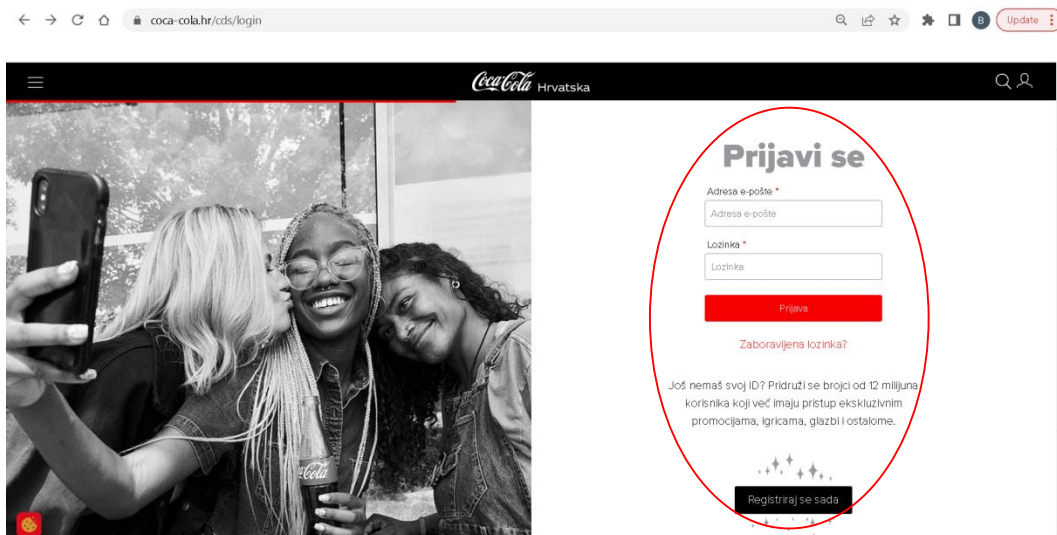 coca-cola.hr/cds/login
B
Update
Coca-Cola Hrvatska
Prijavi se
Adresa e-pošte *
Adresa e-pošte
Lozinka *
Lozinka
Prijava
Zaboravljena lozinka?
Još nemaš svoj ID? Pridruži se brojci od 12 milijuna
korisnika koji već imaju pristup ekskluzivnim
promocijama, igricama, glazbi i ostalome.
Coca-Cola
Registriraj se sada